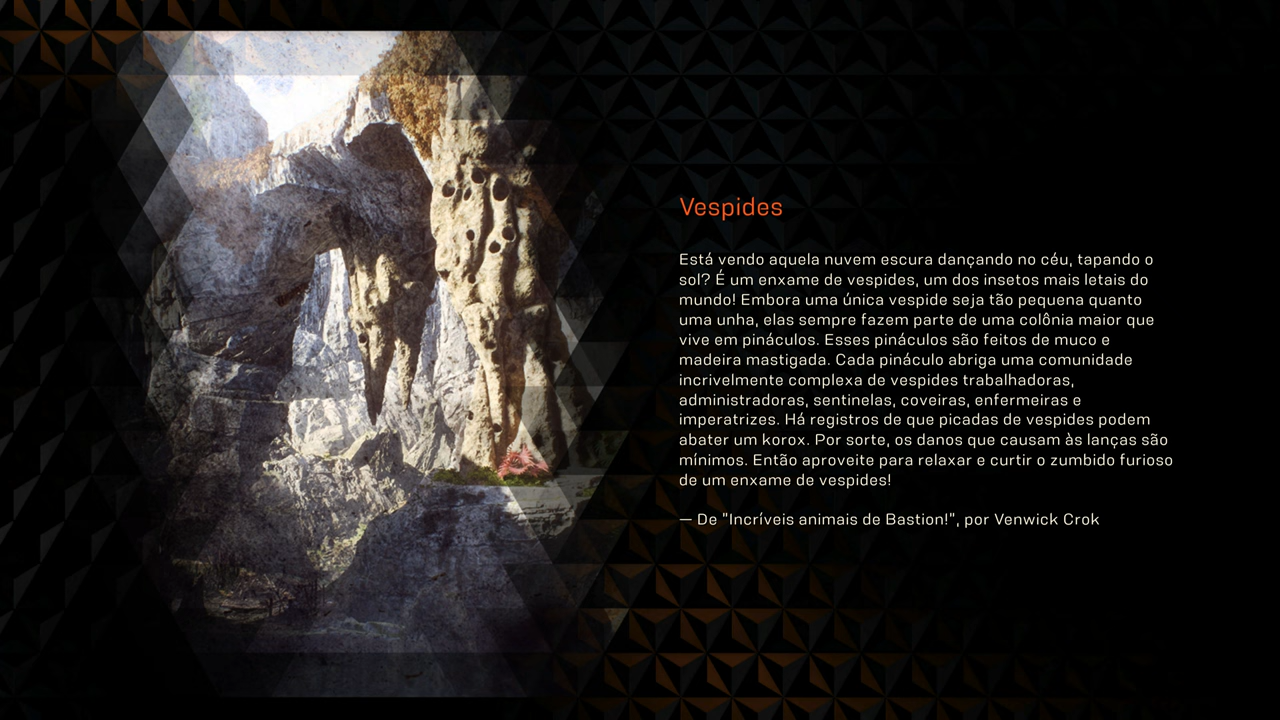 Vespides
Está vendo aquela nuvem escura dançando no céu, tapando o
sol? É um enxame de vespides, um dos insetos mais letais do
mundo! Embora uma única vespide seja tão pequena quanto
uma unha, elas sempre fazem parte de uma colônia maior que
vive em pináculos. Esses pináculos são feitos de muco e
madeira mastigada. Cada pináculo abriga uma comunidade
incrivelmente complexa de vespides trabalhadoras,
administradoras, sentinelas, coveiras, enfermeiras e
imperatrizes. Há registros de que picadas de vespides podem
abater um korox. Por sorte, os danos que causam às lanças são
mínimos. Então aproveite para relaxar e curtir o zumbido furioso
de um enxame de vespides!
— De "Incríveis animais de Bastion!", por Venwick Crok